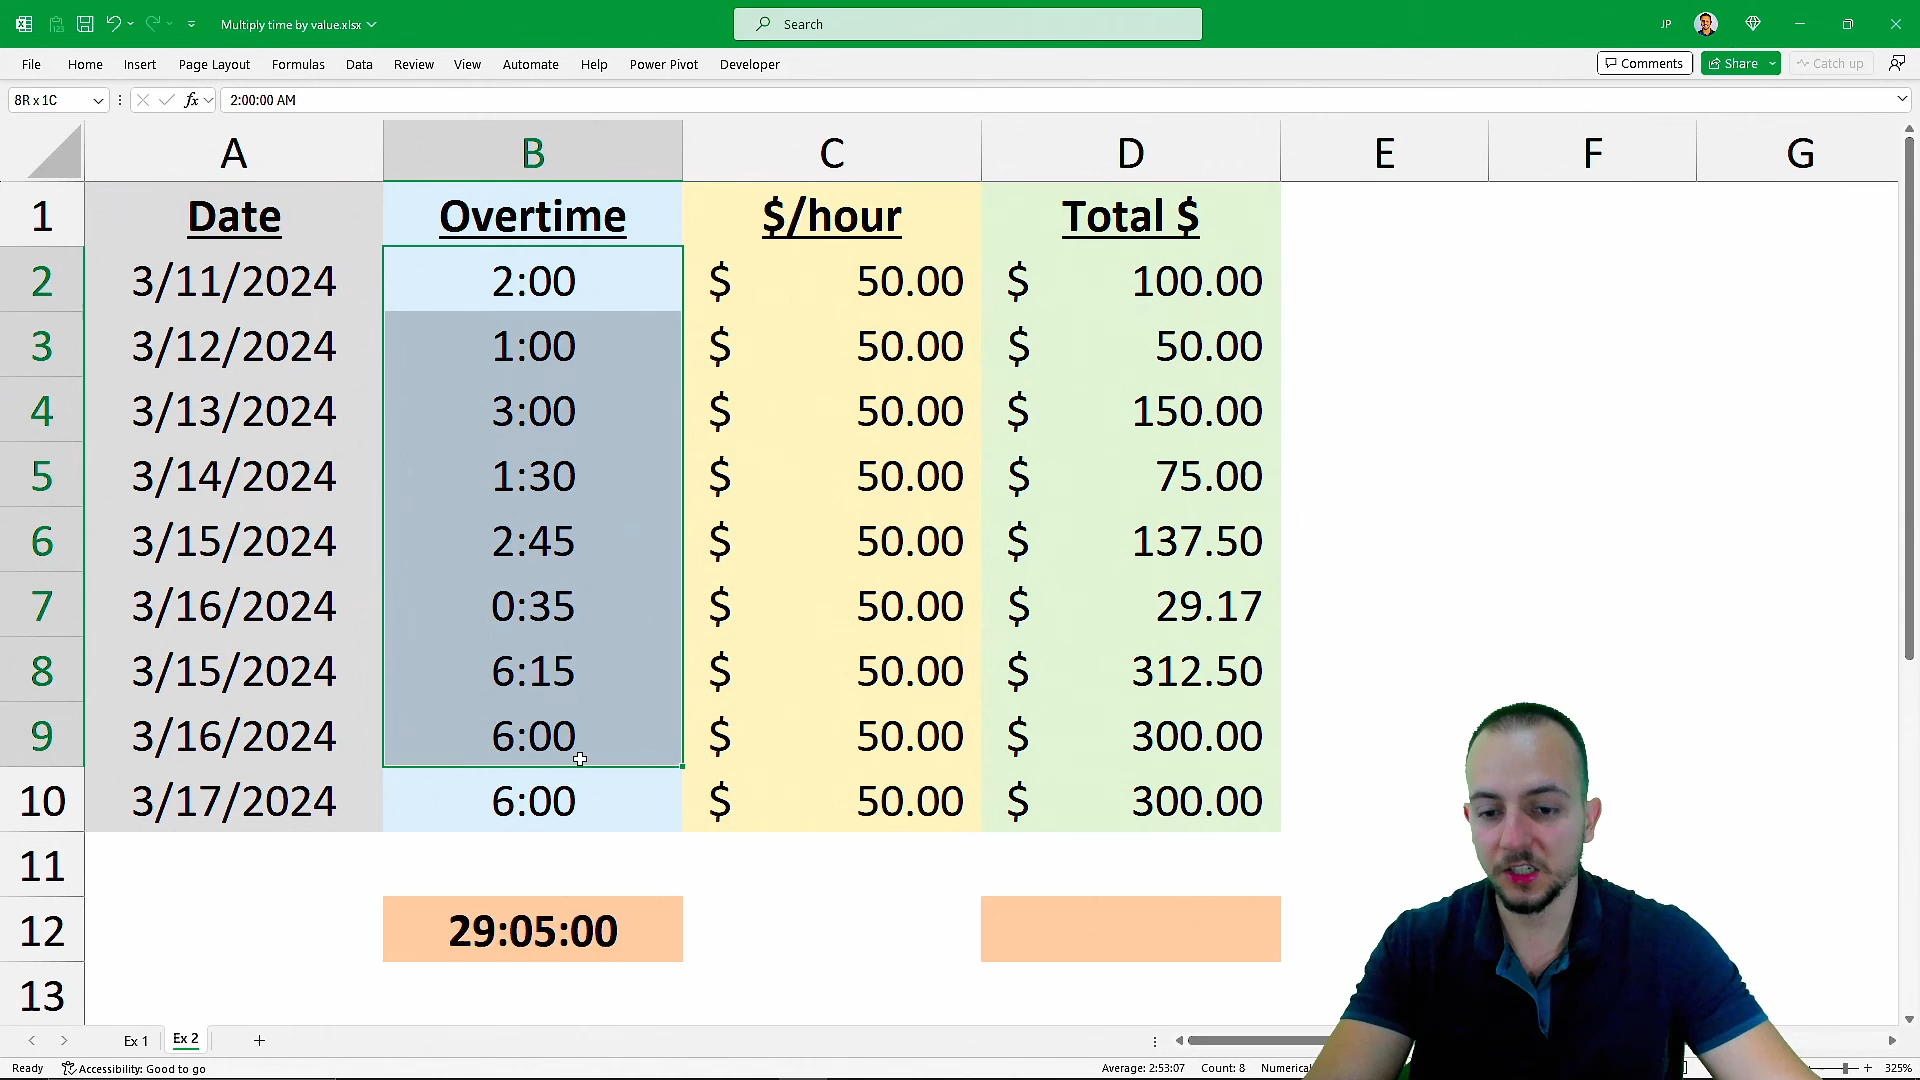 Multiply time by value.xlsx
Search
JP
File Home Insert Page Layout Formulas Data Review View Automate Help Power Pivot Developer
Comments Share Catch up
8R x 1C fx 2:00:00 AM
A B C D E F G
1 Date Overtime $/hour Total $
2 3/11/2024 2:00 $ 50.00 $ 100.00
3 3/12/2024 1:00 $ 50.00 $ 50.00
4 3/13/2024 3:00 $ 50.00 $ 150.00
5 3/14/2024 1:30 $ 50.00 $ 75.00
6 3/15/2024 2:45 $ 50.00 $ 137.50
7 3/16/2024 0:35 $ 50.00 $ 29.17
8 3/15/2024 6:15 $ 50.00 $ 312.50
9 3/16/2024 6:00 $ 50.00 $ 300.00
10 3/17/2024 6:00 $ 50.00 $ 300.00
11
12 29:05:00
13
Ex 1 Ex 2
Ready Accessibility: Good to go Average: 2:53:07 Count: 8 Numerical 325%